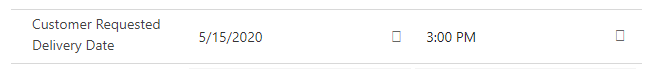 Customer Requested
Delivery Date
5/15/2020
3:00 PM